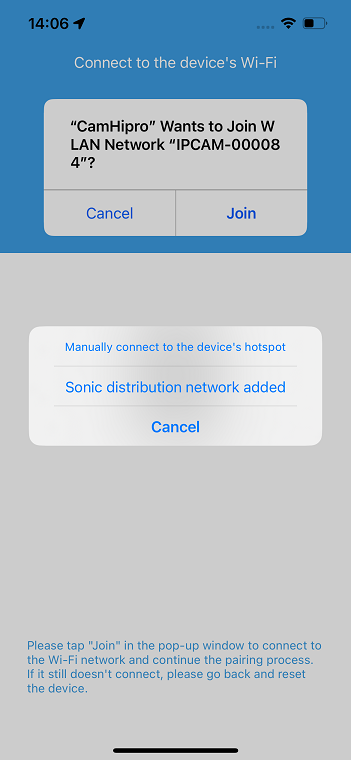 14:06
Connect to the device's Wi-Fi
“CamHipro” Wants to Join W
LAN Network “IPCAM-00008
4”?
Cancel
Join
Manually connect to the device's hotspot
Sonic distribution network added
Cancel
Please tap "Join" in the pop-up window to connect to
the Wi-Fi network and continue the pairing process.
If it still doesn't connect, please go back and reset
the device.